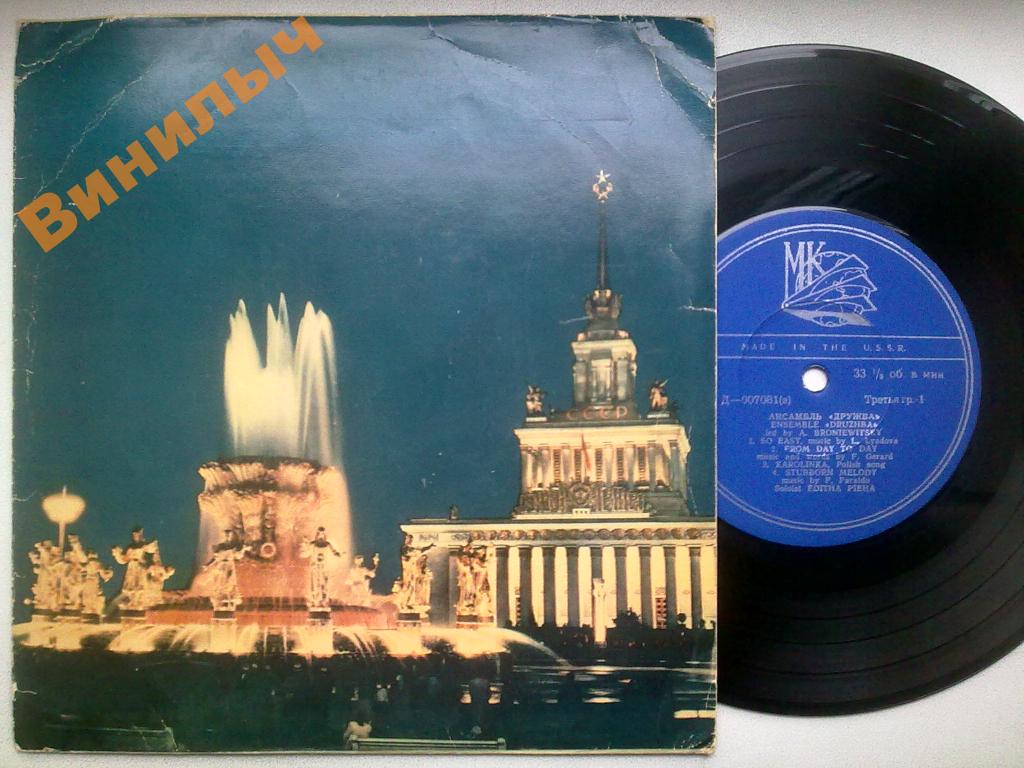 Винилыч
СССР
МК
MADE IN THE U.S.S.R.
33 ⅓ об. в мин
Д—007081(а)
Третья гр.-1
АНСАМБЛЬ «ДРУЖБА»
ENSEMBLE «DRUZHBA»
led by A. BRONIEWITSKY
1. SO EASY, music by L. Lyadova
2. FROM DAY TO DAY
music and words by F. Gerard
3. KAROLINKA, Polish song
4. STUBBORN MELODY
music by F. Faraldo
Soloist EDITHA PIEHA